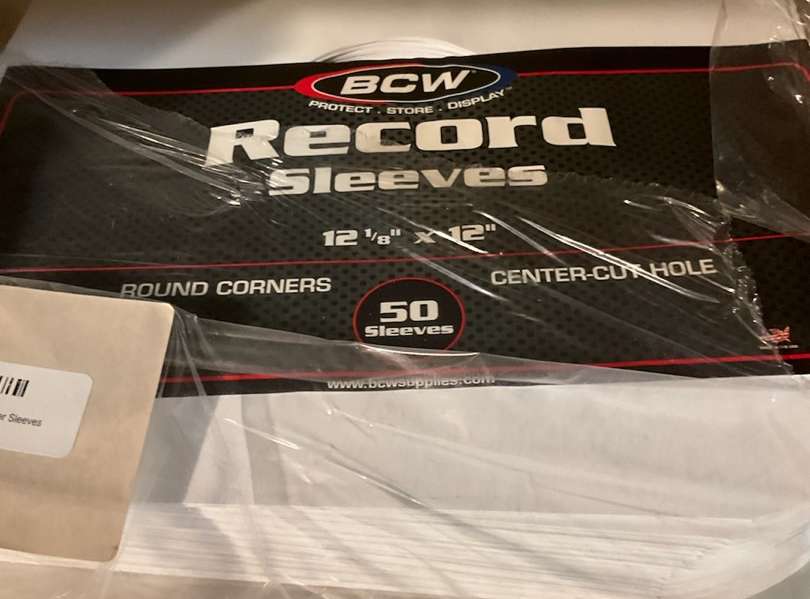 BCW
PROTECT . STORE . DISPLAY
Record
Sleeves
12 1/8" x 12"
ROUND CORNERS
CENTER-CUT HOLE
50
Sleeves
www.bcwsupplies.com
Sleeves